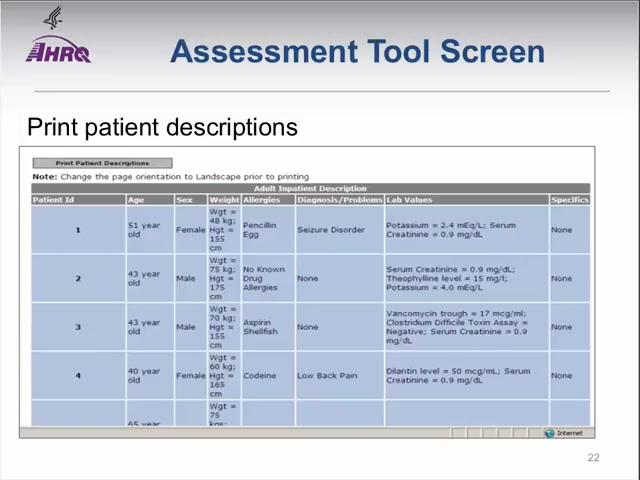 AHRQ
Assessment Tool Screen
Print patient descriptions
Print Patient Descriptions
Note: Change the page orientation to Landscape prior to printing
Adult Inpatient Description
Patient Id Age Sex Weight Allergies Diagnosis/Problems Lab Values Specifics
1 51 year old Female Wgt = 48 kg; Hgt = 155 cm Pencillin Egg Seizure Disorder Potassium = 2.4 mEq/L; Serum Creatinine = 0.9 mg/dL None
2 43 year old Male Wgt = 75 kg; Hgt = 175 cm No Known Drug Allergies None Serum Creatinine = 0.9 mg/dL; Theophylline level = 15 mg/l; Potassium = 4.0 mEq/L None
3 43 year old Male Wgt = 70 kg; Hgt = 155 cm Aspirin Shellfish None Vancomycin trough = 17 mcg/ml; Clostridium Difficile Toxin Assay = Negative; Serum Creatinine = 0.9 mg/dL None
4 40 year old Female Wgt = 60 kg; Hgt = 165 cm Codeine Low Back Pain Dilantin level = 50 mcg/mL; Serum Creatinine = 0.9 mg/dL None
65 year Wgt = 75 kgs;
Internet
22